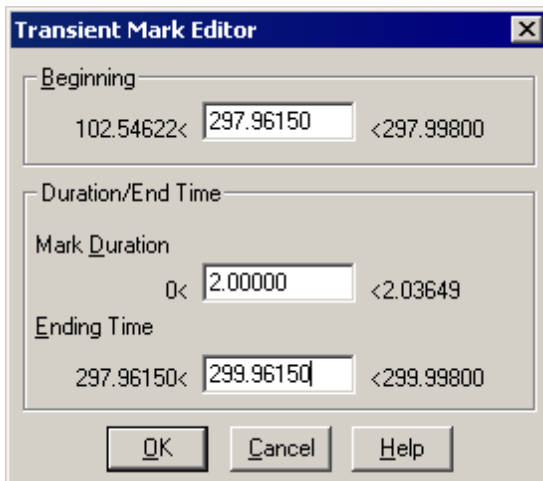 Transient Mark Editor
Beginning
102.54622< 297.96150 <297.99800
Duration/End Time
Mark Duration
0< 2.00000 <2.03649
Ending Time
297.96150< 299.96150 <299.99800
OK Cancel Help